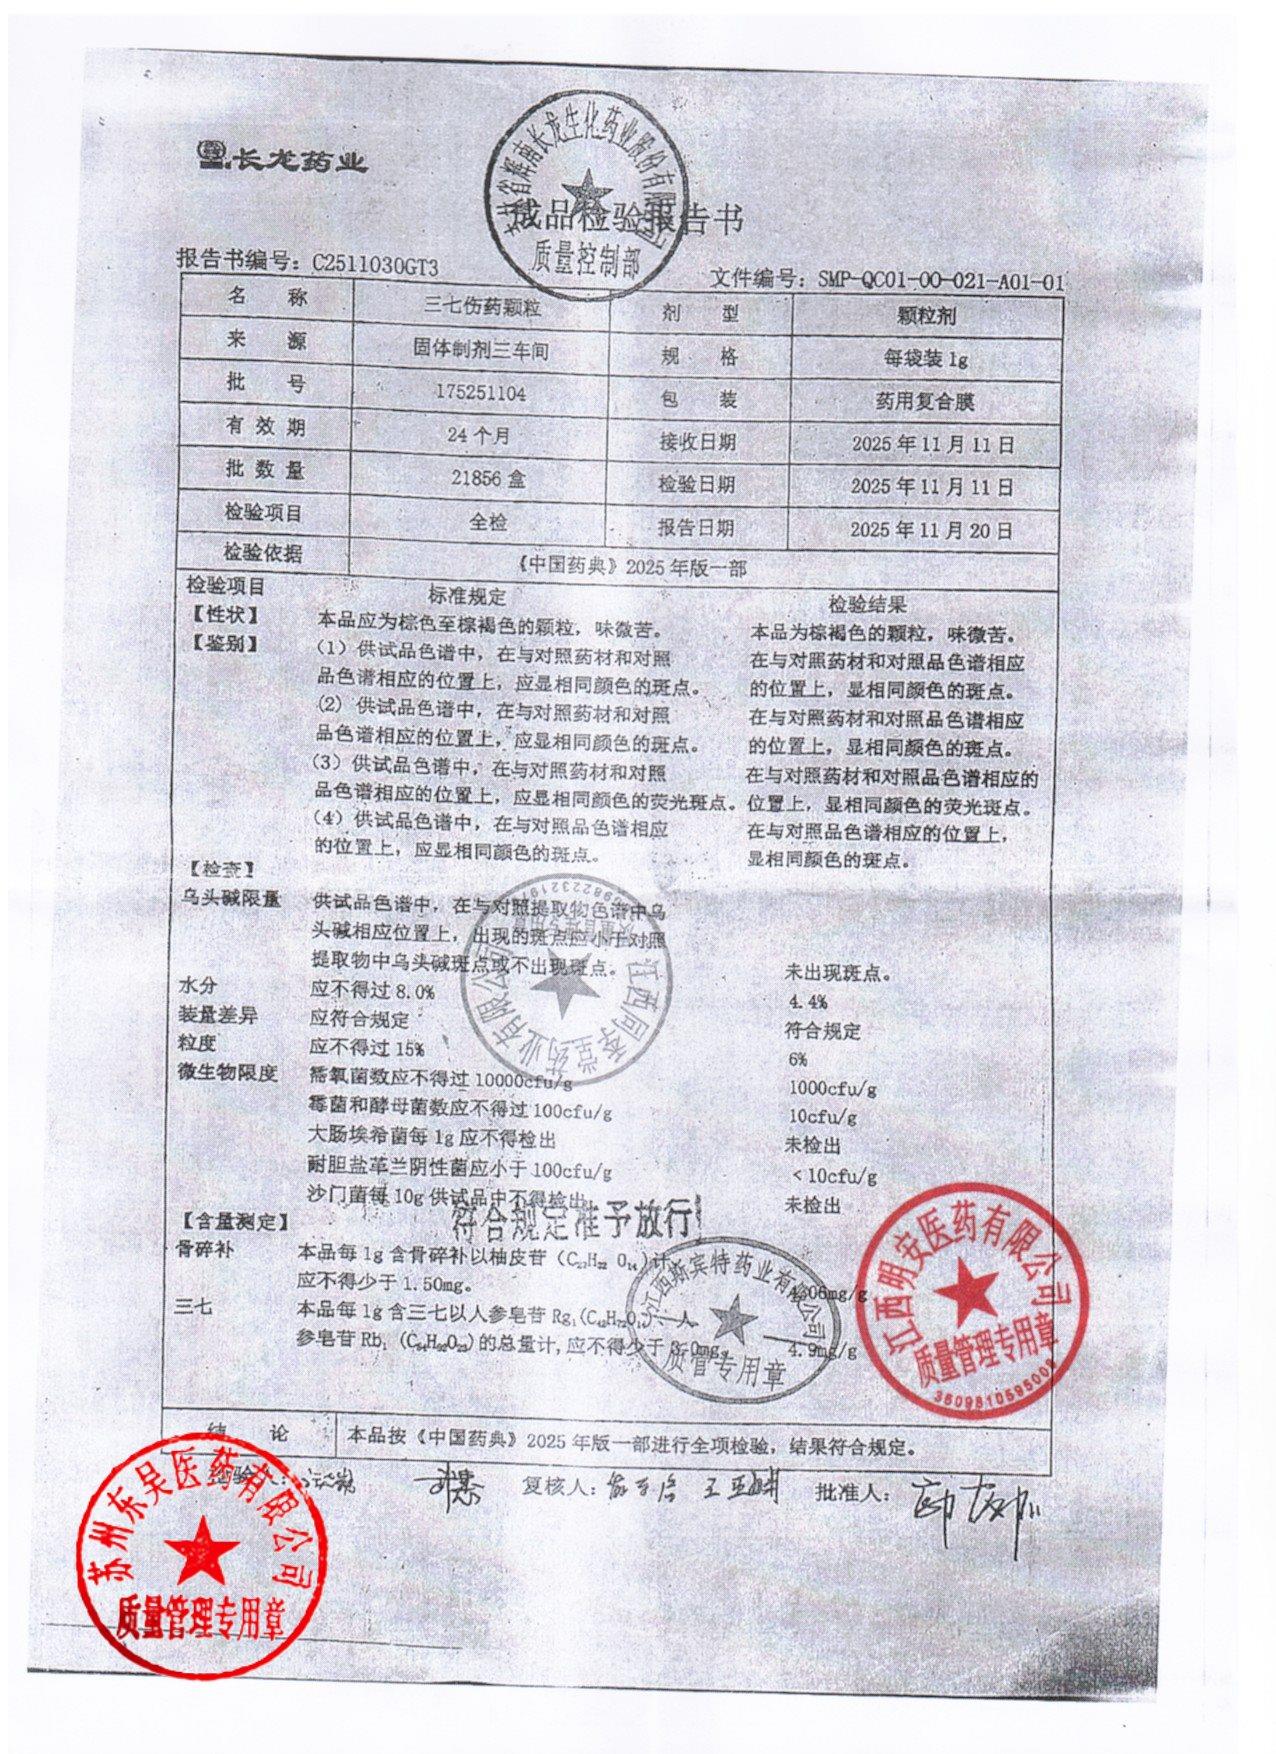 长龙药业
吉林省辉南长龙生化药业股份有限公司
质量控制部
成品检验报告书
报告书编号：C2511030GT3
文件编号：SMP-QC01-00-021-A01-01
名 称 三七伤药颗粒 剂 型 颗粒剂
来 源 固体制剂三车间 规 格 每袋装1g
批 号 175251104 包 装 药用复合膜
有效期 24个月 接收日期 2025年11月11日
批数量 21856盒 检验日期 2025年11月11日
检验项目 全检 报告日期 2025年11月20日
检验依据 《中国药典》2025年版一部
检验项目 标准规定 检验结果
【性状】 本品应为棕色至棕褐色的颗粒，味微苦。 本品为棕褐色的颗粒，味微苦。
【鉴别】 （1）供试品色谱中，在与对照药材和对照 在与对照药材和对照品色谱相应
品色谱相应的位置上，应显相同颜色的斑点。 的位置上，显相同颜色的斑点。
（2）供试品色谱中，在与对照药材和对照 在与对照药材和对照品色谱相应
品色谱相应的位置上，应显相同颜色的斑点。 的位置上，显相同颜色的斑点。
（3）供试品色谱中，在与对照药材和对照 在与对照药材和对照品色谱相应的
品色谱相应的位置上，应显相同颜色的荧光斑点。 位置上，显相同颜色的荧光斑点。
（4）供试品色谱中，在与对照品色谱相应 在与对照品色谱相应的位置上，
的位置上，应显相同颜色的斑点。 显相同颜色的斑点。
【检查】
乌头碱限量 供试品色谱中，在与对照提取物色谱中乌
头碱相应位置上，出现的斑点应小于对照
提取物中乌头碱斑点或不出现斑点。 未出现斑点。
水分 应不得过8.0% 4.4%
装量差异 应符合规定 符合规定
粒度 应不得过15% 6%
微生物限度 需氧菌数应不得过10000cfu/g 1000cfu/g
霉菌和酵母菌数应不得过100cfu/g 10cfu/g
大肠埃希菌每1g应不得检出 未检出
耐胆盐革兰阴性菌应小于100cfu/g ＜10cfu/g
沙门菌每10g供试品中不得检出 未检出
江西同善堂药业有限公司
符合规定准予放行
【含量测定】
骨碎补 本品每1g含骨碎补以柚皮苷（C₂₇H₃₂O₁₄）计，
应不得少于1.50mg。 4.06mg/g
三七 本品每1g含三七以人参皂苷Rg₁(C₄₂H₇₂O₁₄)、人
参皂苷Rb₁（C₅₄H₉₂O₂₃)的总量计,应不得少于3.0mg。 4.9mg/g
江西斯宾特药业有限公司
质管专用章
江西明安医药有限公司
质量管理专用章
结 论 本品按《中国药典》2025年版一部进行全项检验，结果符合规定。
检验人： 复核人： 批准人：
苏州东吴医药有限公司
质量管理专用章